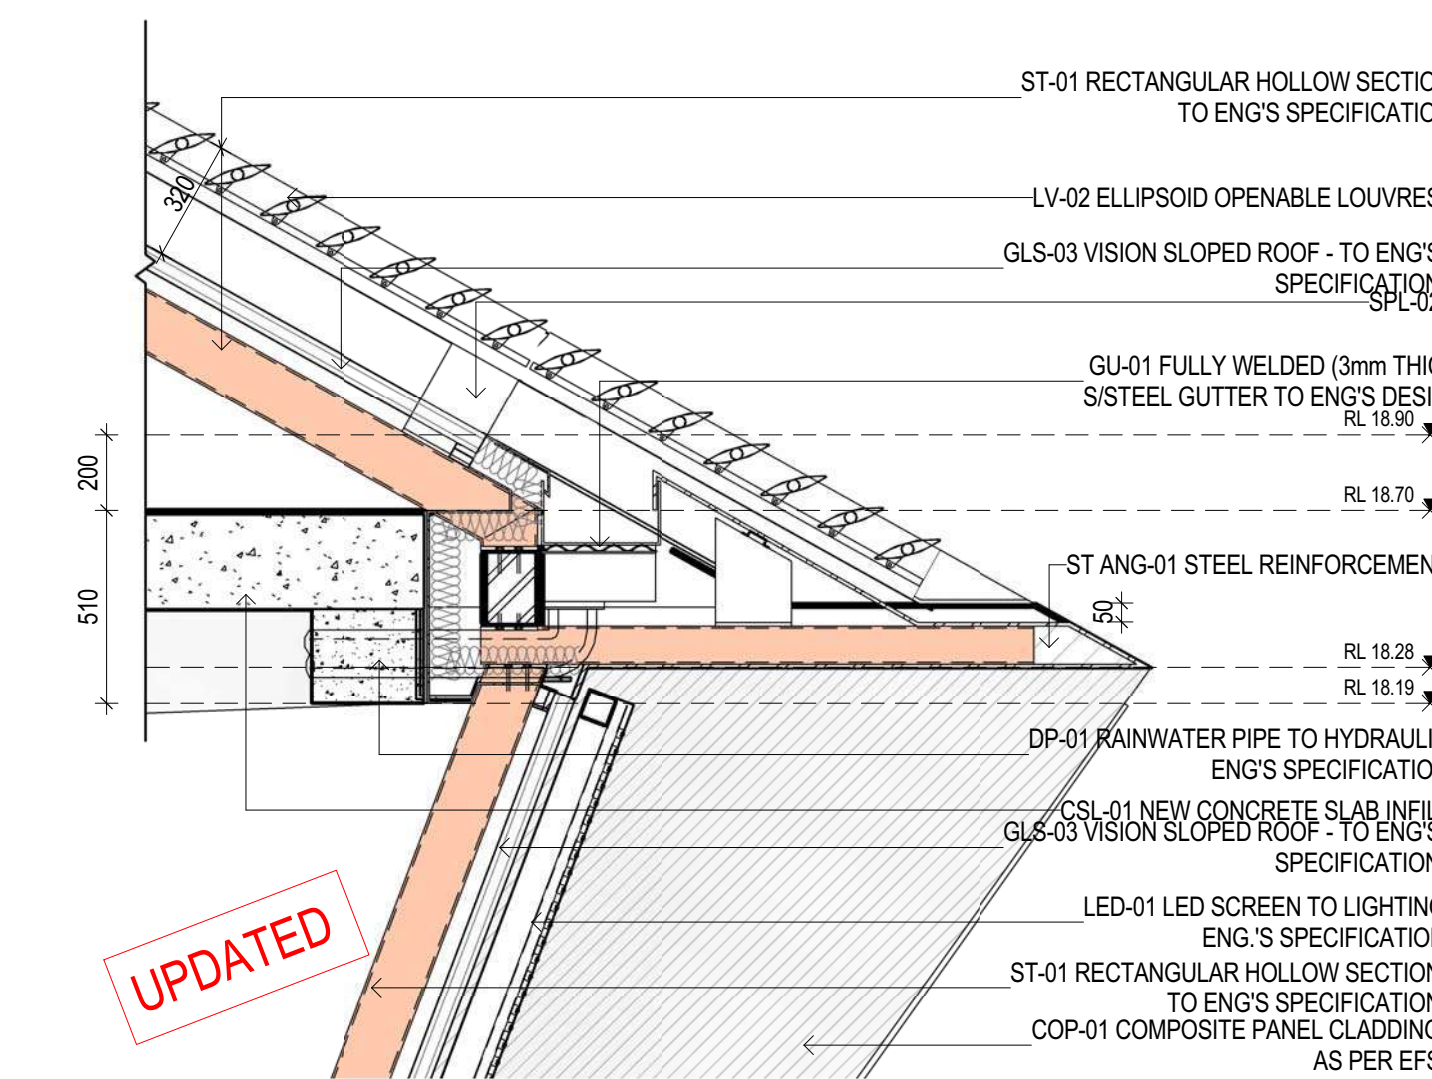 ST-01 RECTANGULAR HOLLOW SECTIO
TO ENG'S SPECIFICATIO
320
LV-02 ELLIPSOID OPENABLE LOUVRES
GLS-03 VISION SLOPED ROOF - TO ENG'S
SPECIFICATION
SPL-02
GU-01 FULLY WELDED (3mm THIC
S/STEEL GUTTER TO ENG'S DESI
RL 18.90
200
RL 18.70
ST ANG-01 STEEL REINFORCEMEN
510
50
RL 18.28
RL 18.19
DP-01 RAINWATER PIPE TO HYDRAULI
ENG'S SPECIFICATIO
CSL-01 NEW CONCRETE SLAB INFIL
GLS-03 VISION SLOPED ROOF - TO ENG'S
SPECIFICATION
UPDATED
LED-01 LED SCREEN TO LIGHTING
ENG.'S SPECIFICATION
ST-01 RECTANGULAR HOLLOW SECTION
TO ENG'S SPECIFICATION
COP-01 COMPOSITE PANEL CLADDING
AS PER EFS